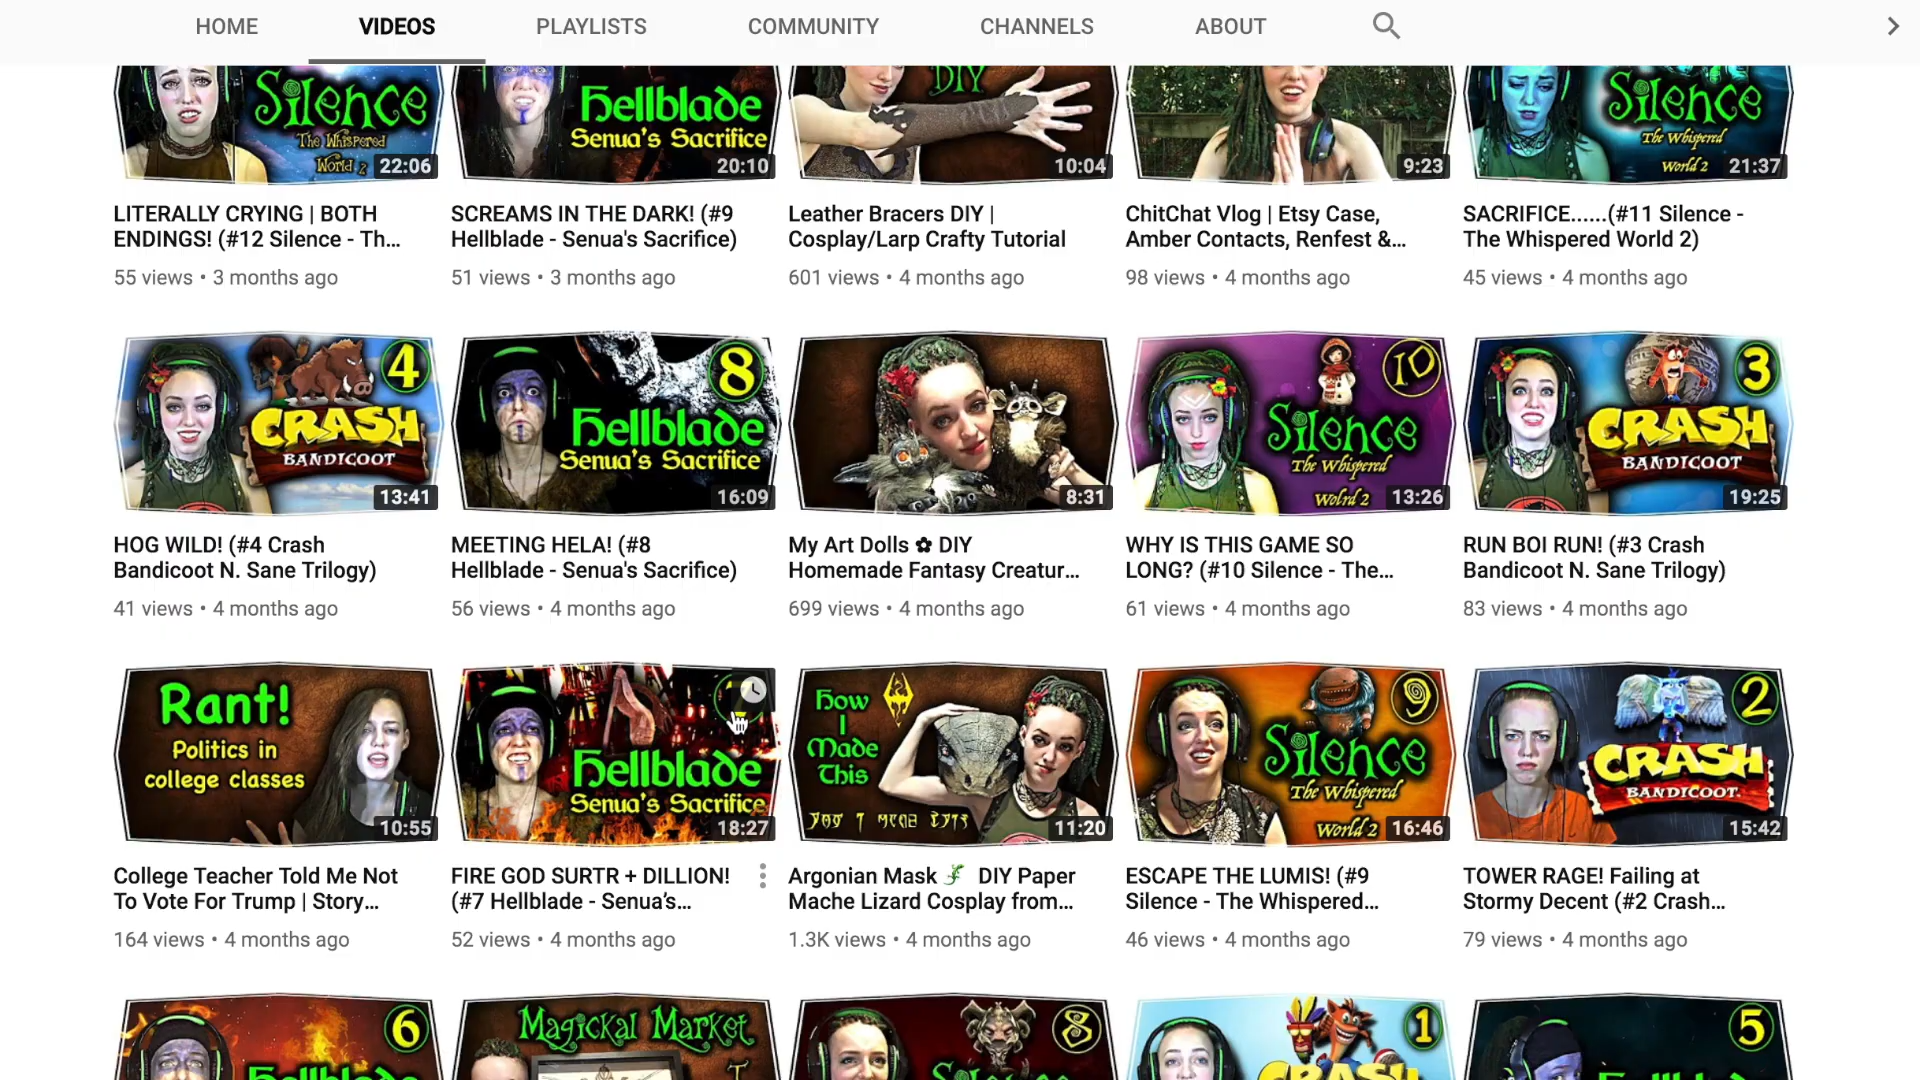 HOME VIDEOS PLAYLISTS COMMUNITY CHANNELS ABOUT
Silence
The Whispered
World 2
22:06
Hellblade
Senua's Sacrifice
20:10
DIY
10:04
9:23
Silence
The Whispered
World 2
21:37
LITERALLY CRYING | BOTH
ENDINGS! (#12 Silence - Th...
55 views • 3 months ago
SCREAMS IN THE DARK! (#9
Hellblade - Senua's Sacrifice)
51 views • 3 months ago
Leather Bracers DIY |
Cosplay/Larp Crafty Tutorial
601 views • 4 months ago
ChitChat Vlog | Etsy Case,
Amber Contacts, Renfest &...
98 views • 4 months ago
SACRIFICE......(#11 Silence -
The Whispered World 2)
45 views • 4 months ago
4
CRASH
BANDICOOT
13:41
8
Hellblade
Senua's Sacrifice
16:09
8:31
10
Silence
The Whispered
Wolrd 2
13:26
3
CRASH
BANDICOOT
19:25
HOG WILD! (#4 Crash
Bandicoot N. Sane Trilogy)
41 views • 4 months ago
MEETING HELA! (#8
Hellblade - Senua's Sacrifice)
56 views • 4 months ago
My Art Dolls ✿ DIY
Homemade Fantasy Creatur...
699 views • 4 months ago
WHY IS THIS GAME SO
LONG? (#10 Silence - The...
61 views • 4 months ago
RUN BOI RUN! (#3 Crash
Bandicoot N. Sane Trilogy)
83 views • 4 months ago
Rant!
Politics in
college classes
10:55
Hellblade
Senua's Sacrifice
18:27
How
I
Made
This
11:20
9
Silence
The Whispered
World 2
16:46
2
CRASH
BANDICOOT
15:42
College Teacher Told Me Not
To Vote For Trump | Story...
164 views • 4 months ago
FIRE GOD SURTR + DILLION!
(#7 Hellblade - Senua’s...
52 views • 4 months ago
Argonian Mask 🦎 DIY Paper
Mache Lizard Cosplay from...
1.3K views • 4 months ago
ESCAPE THE LUMIS! (#9
Silence - The Whispered...
46 views • 4 months ago
TOWER RAGE! Failing at
Stormy Decent (#2 Crash...
79 views • 4 months ago
6
Hellblade
Magickal Market
8
Silence
1
CRASH
5
Hellblade